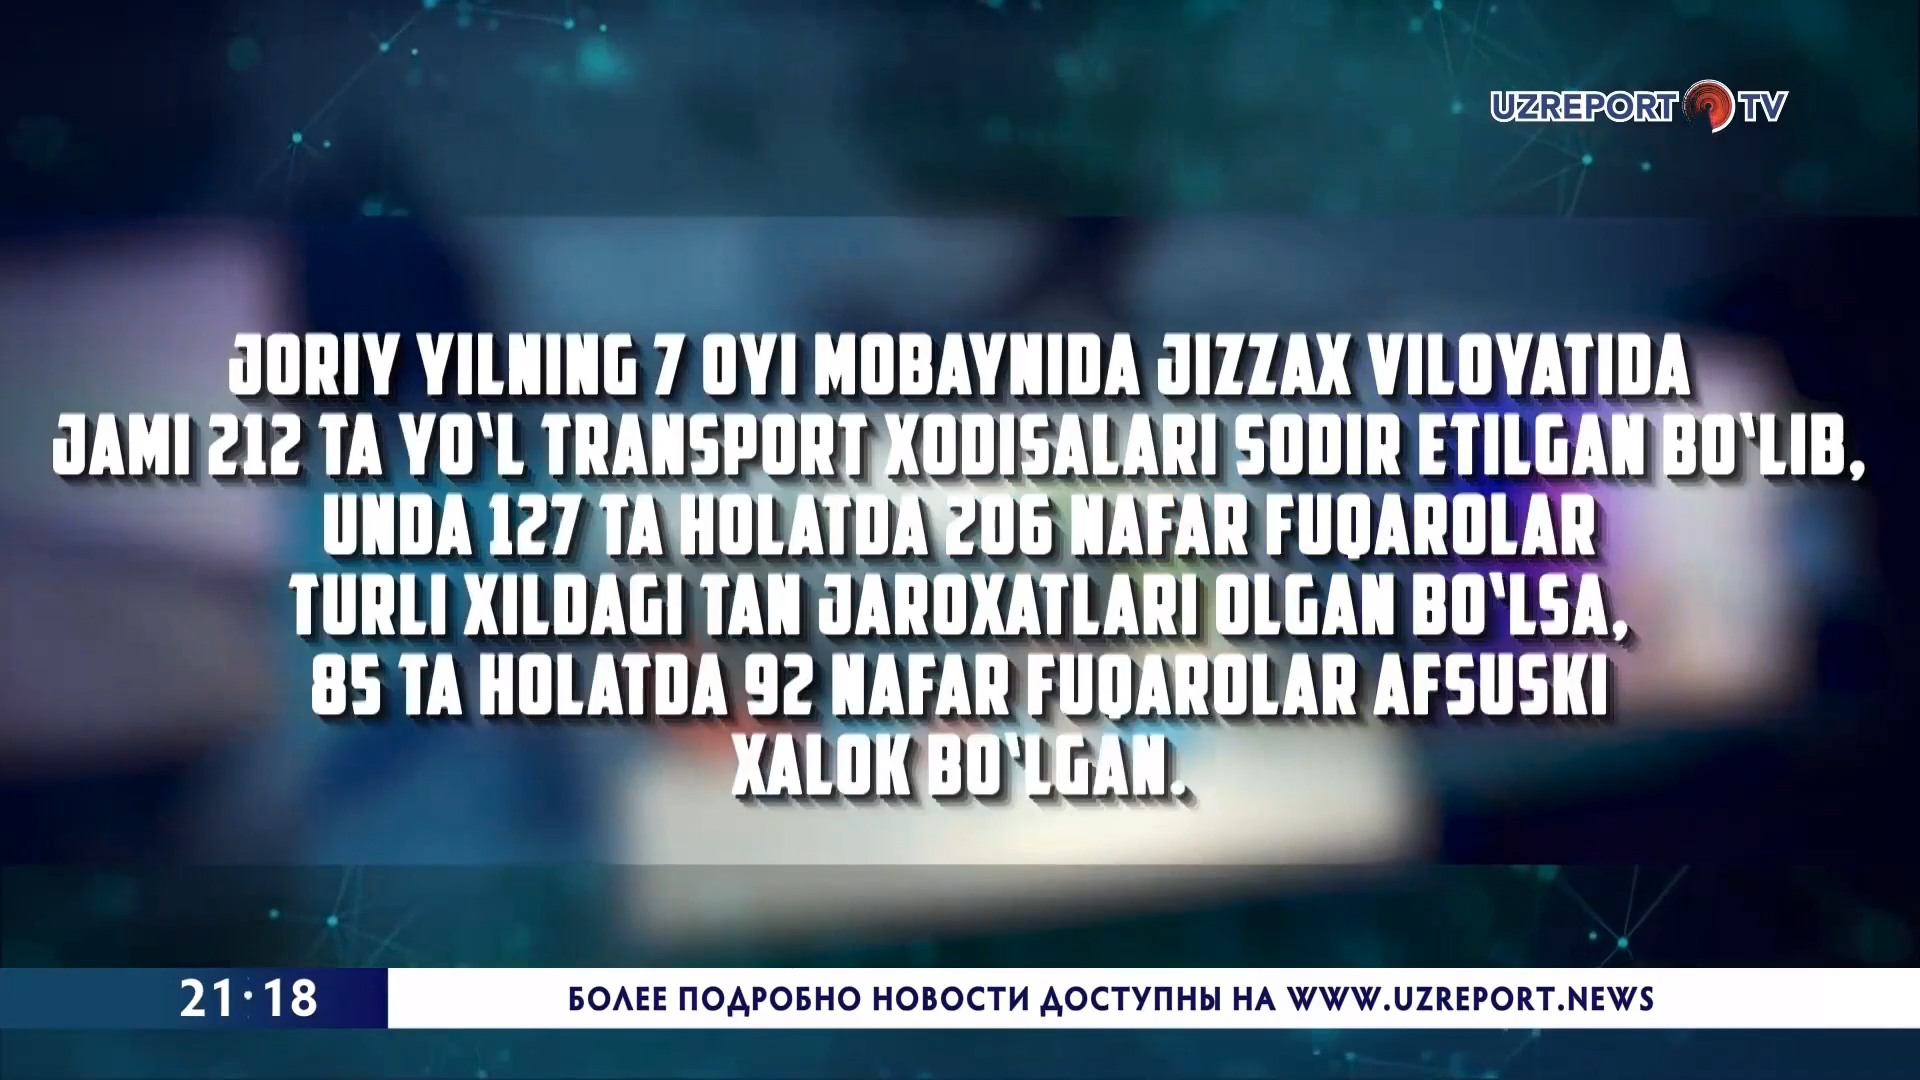 UZREPORT TV
JORIY YILNING 7 OYI MOBAYNIDA JIZZAX VILOYATIDA
JAMI 212 TA YO‘L TRANSPORT XODISALARI SODIR ETILGAN BO‘LIB,
UNDA 127 TA HOLATDA 206 NAFAR FUQAROLAR
TURLI XILDAGI TAN JAROXATLARI OLGAN BO‘LSA,
85 TA HOLATDA 92 NAFAR FUQAROLAR AFSUSKI
XALOK BO‘LGAN.
21:18 БОЛЕЕ ПОДРОБНО НОВОСТИ ДОСТУПНЫ НА WWW.UZREPORT.NEWS